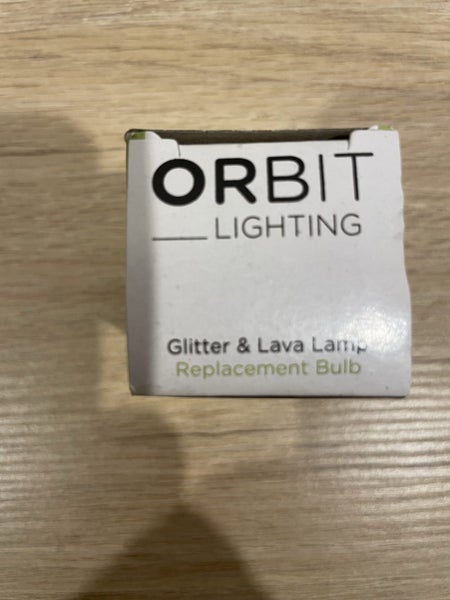 ORBIT
LIGHTING
Glitter & Lava Lamp
Replacement Bulb